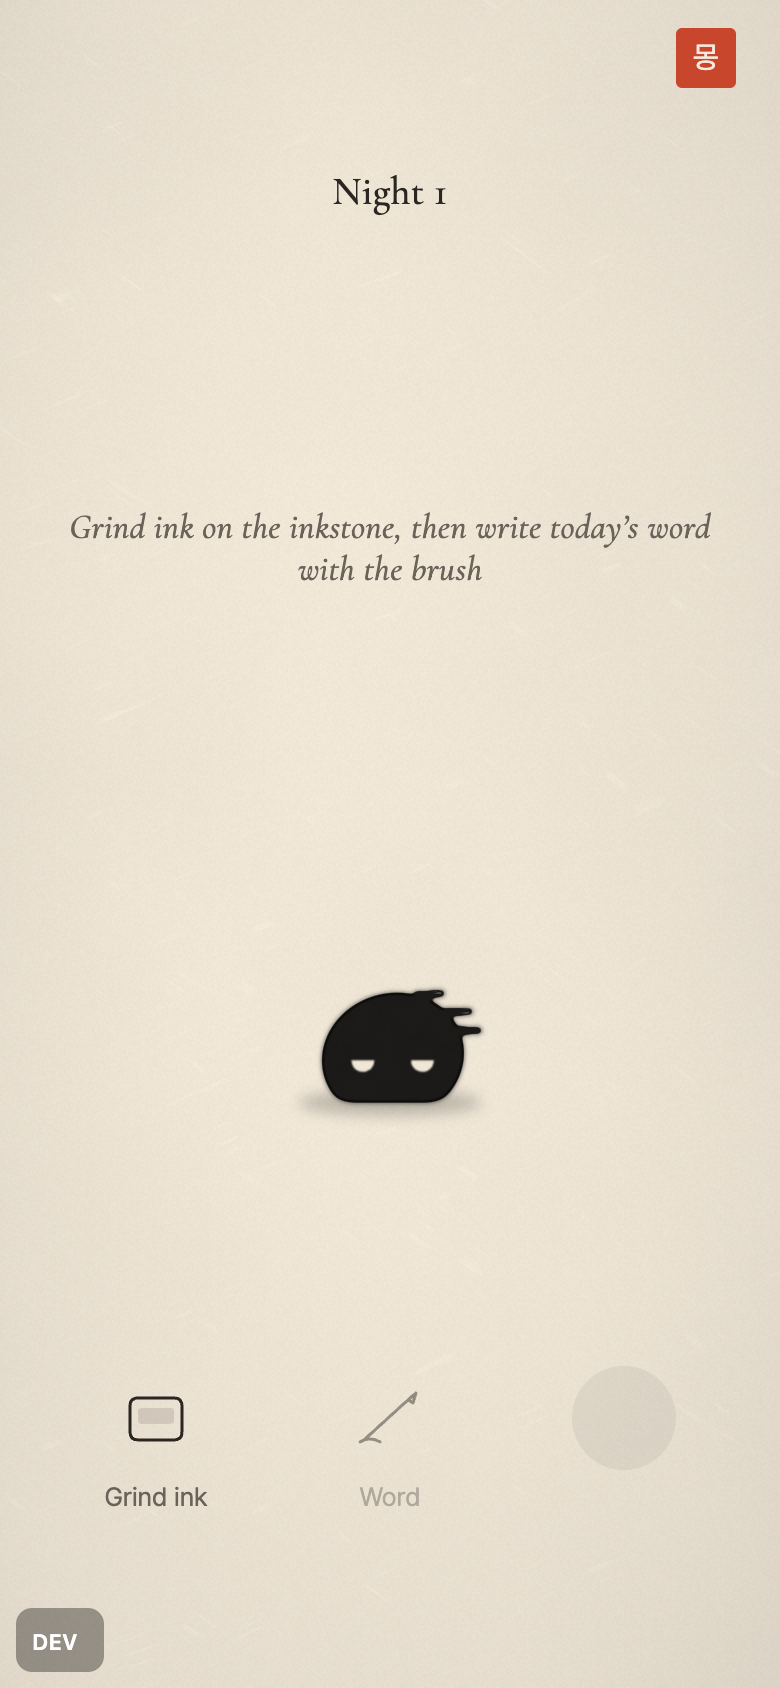 몽
Night 1
Grind ink on the inkstone, then write today’s word
with the brush
Grind ink
Word
DEV